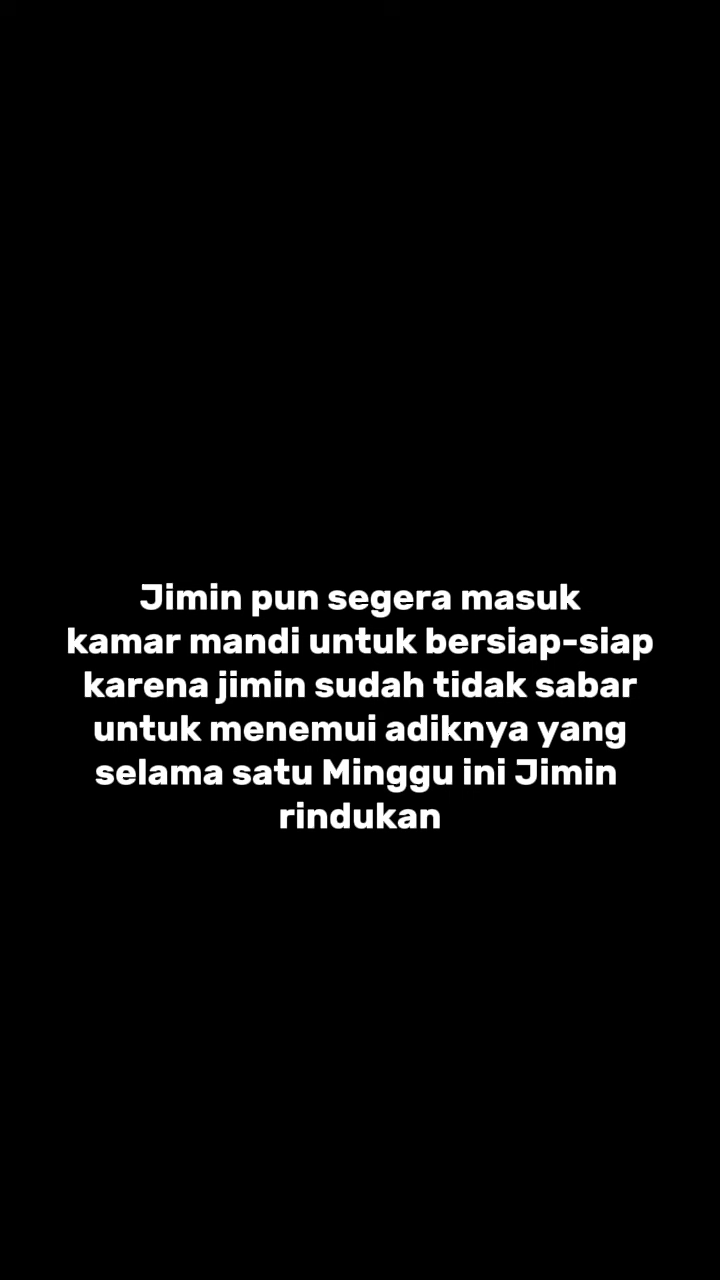 Jimin pun segera masuk
kamar mandi untuk bersiap-siap
karena jimin sudah tidak sabar
untuk menemui adiknya yang
selama satu Minggu ini Jimin
rindukan